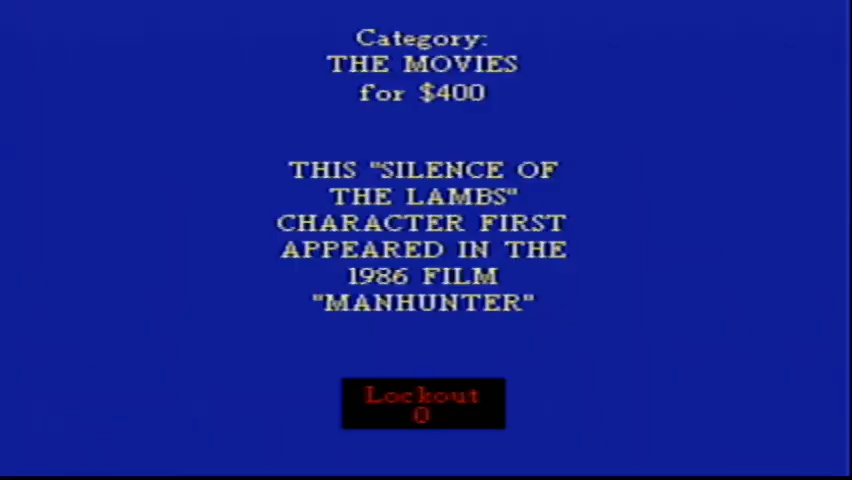 Category:
THE MOVIES
for $400
THIS "SILENCE OF
THE LAMBS"
CHARACTER FIRST
APPEARED IN THE
1986 FILM
"MANHUNTER"
Lockout
0